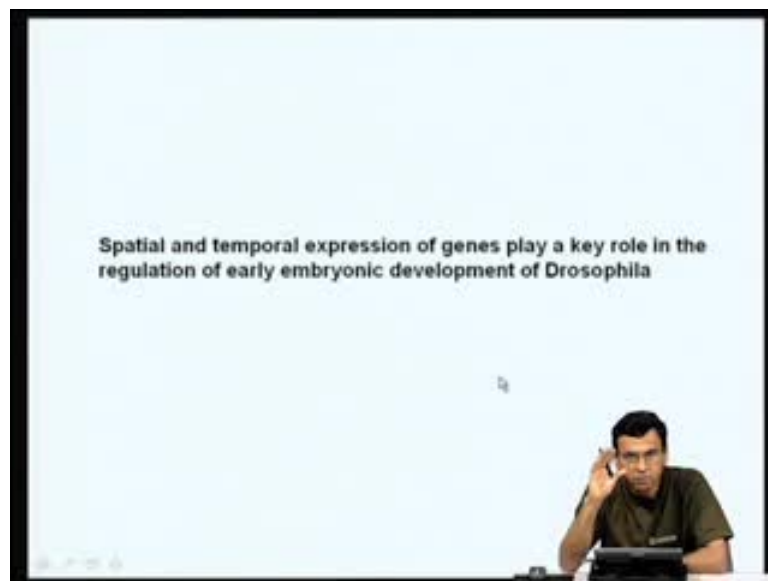 Spatial and temporal expression of genes play a key role in the
regulation of early embryonic development of Drosophila